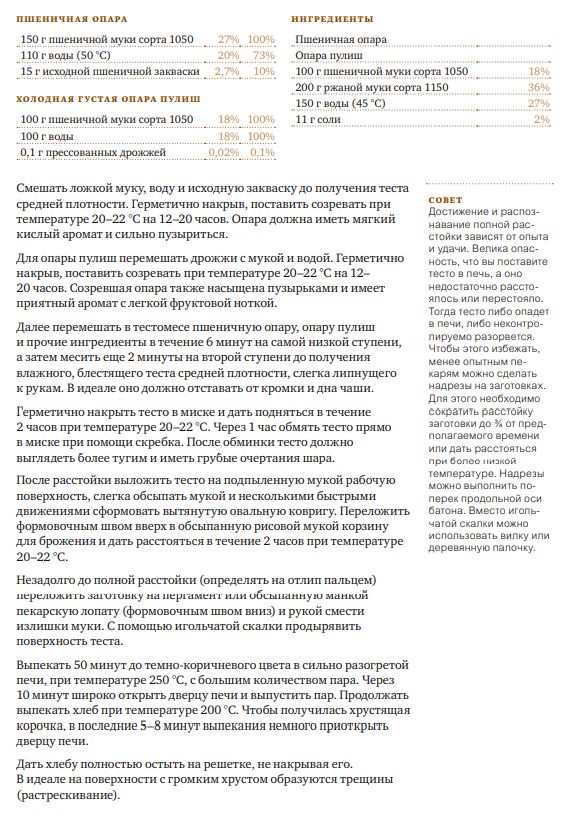 ПШЕНИЧНАЯ ОПАРА
150 г пшеничной муки сорта 1050 27% 100%
110 г воды (50 °C) 20% 73%
15 г исходной пшеничной закваски 2,7% 10%
ХОЛОДНАЯ ГУСТАЯ ОПАРА ПУЛИШ
100 г пшеничной муки сорта 1050 18% 100%
100 г воды 18% 100%
0,1 г прессованных дрожжей 0,02% 0,1%
ИНГРЕДИЕНТЫ
Пшеничная опара
Опара пулиш
100 г пшеничной муки сорта 1050 18%
200 г ржаной муки сорта 1150 36%
150 г воды (45 °C) 27%
11 г соли 2%
Смешать ложкой муку, воду и исходную закваску до получения теста
средней плотности. Герметично накрыв, поставить созревать при
температуре 20–22 °C на 12–20 часов. Опара должна иметь мягкий
кислый аромат и сильно пузыриться.
Для опары пулиш перемешать дрожжи с мукой и водой. Герметично
накрыв, поставить созревать при температуре 20–22 °C на 12–
20 часов. Созревшая опара также насыщена пузырьками и имеет
приятный аромат с легкой фруктовой ноткой.
Далее перемешать в тестомесе пшеничную опару, опару пулиш
и прочие ингредиенты в течение 6 минут на самой низкой ступени,
а затем месить еще 2 минуты на второй ступени до получения
влажного, блестящего теста средней плотности, слегка липнущего
к рукам. В идеале оно должно отставать от кромки и дна чаши.
Герметично накрыть тесто в миске и дать подняться в течение
2 часов при температуре 20–22 °C. Через 1 час обмять тесто прямо
в миске при помощи скребка. После обминки тесто должно
выглядеть более тугим и иметь грубые очертания шара.
После расстойки выложить тесто на подпыленную мукой рабочую
поверхность, слегка обсыпать мукой и несколькими быстрыми
движениями сформовать вытянутую овальную ковригу. Переложить
формовочным швом вверх в обсыпанную рисовой мукой корзину
для брожения и дать расстояться в течение 2 часов при температуре
20–22 °C.
Незадолго до полной расстойки (определять на отлип пальцем)
переложить заготовку на пергамент или обсыпанную манкой
пекарскую лопату (формовочным швом вниз) и рукой смести
излишки муки. С помощью игольчатой скалки продырявить
поверхность теста.
Выпекать 50 минут до темно-коричневого цвета в сильно разогретой
печи, при температуре 250 °C, с большим количеством пара. Через
10 минут широко открыть дверцу печи и выпустить пар. Продолжать
выпекать хлеб при температуре 200 °C. Чтобы получилась хрустящая
корочка, в последние 5–8 минут выпекания немного приоткрыть
дверцу печи.
Дать хлебу полностью остыть на решетке, не накрывая его.
В идеале на поверхности с громким хрустом образуются трещины
(растрескивание).
СОВЕТ
Достижение и распоз-
навание полной рас-
стойки зависят от опыта
и удачи. Велика опас-
ность, что вы поставите
тесто в печь, а оно
недостаточно рассто-
ялось или перестояло.
Тогда тесто либо опадет
в печи, либо неконтро-
лируемо разорвется.
Чтобы этого избежать,
менее опытным пе-
карям можно сделать
надрезы на заготовках.
Для этого необходимо
сократить расстойку
заготовки до ¾ от пред-
полагаемого времени
или дать расстояться
при более низкой
температуре. Надрезы
можно выполнить по-
перек продольной оси
батона. Вместо иголь-
чатой скалки можно
использовать вилку или
деревянную палочку.